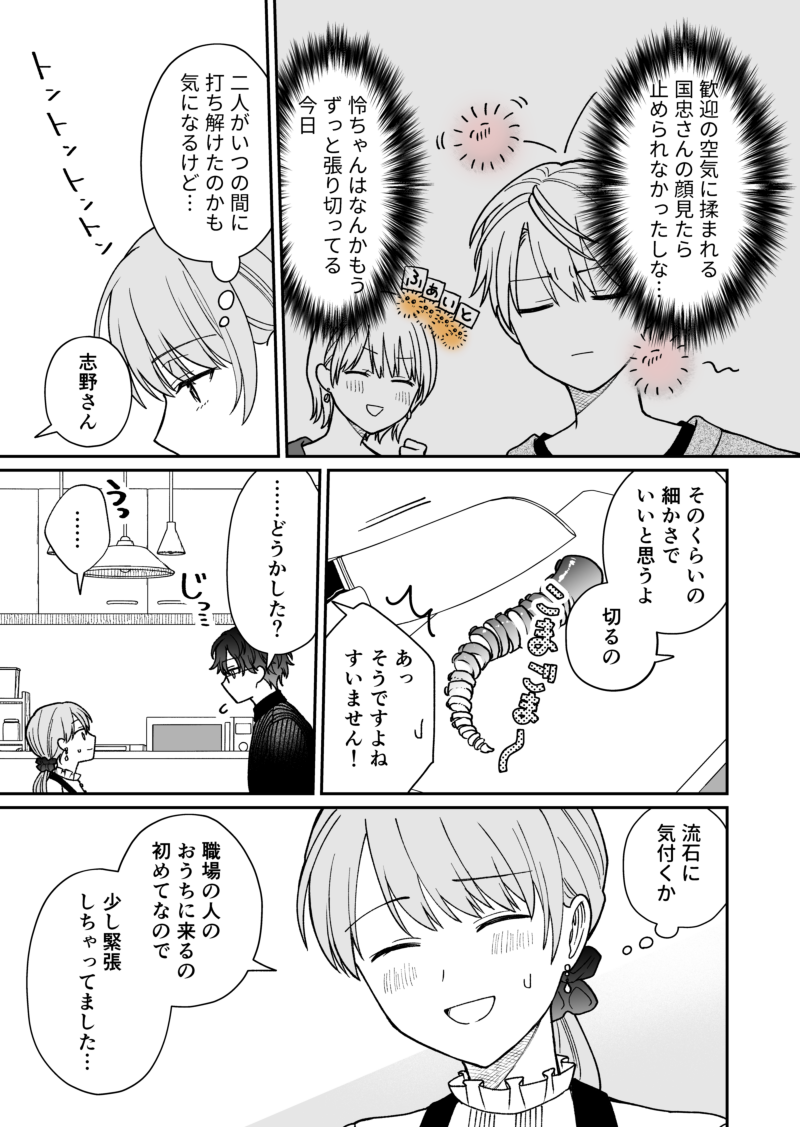 歓迎の空気に揉まれる
国忠さんの顔見たら
止められなかったしな…
怜ちゃんはなんかもう
ずっと張り切ってる
今日
ふぁいと
二人がいつの間に
打ち解けたのかも
気になるけど…
トントントントントン
志野さん
そのくらいの
細かさで
いいと思うよ
切るの
こまごま
あっ
そうですよね
すいません！
……どうかした？
じっ…
うっ
……
流石に
気付くか
職場の人の
おうちに来るの
初めてなので
少し緊張
しちゃってました…